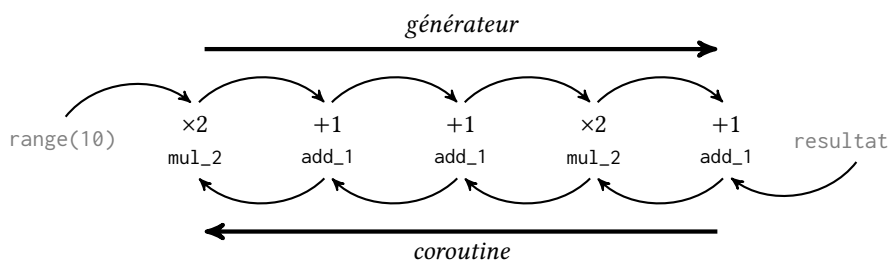 générateur
×2 +1 +1 ×2 +1
range(10) resultat
mul_2 add_1 add_1 mul_2 add_1
coroutine